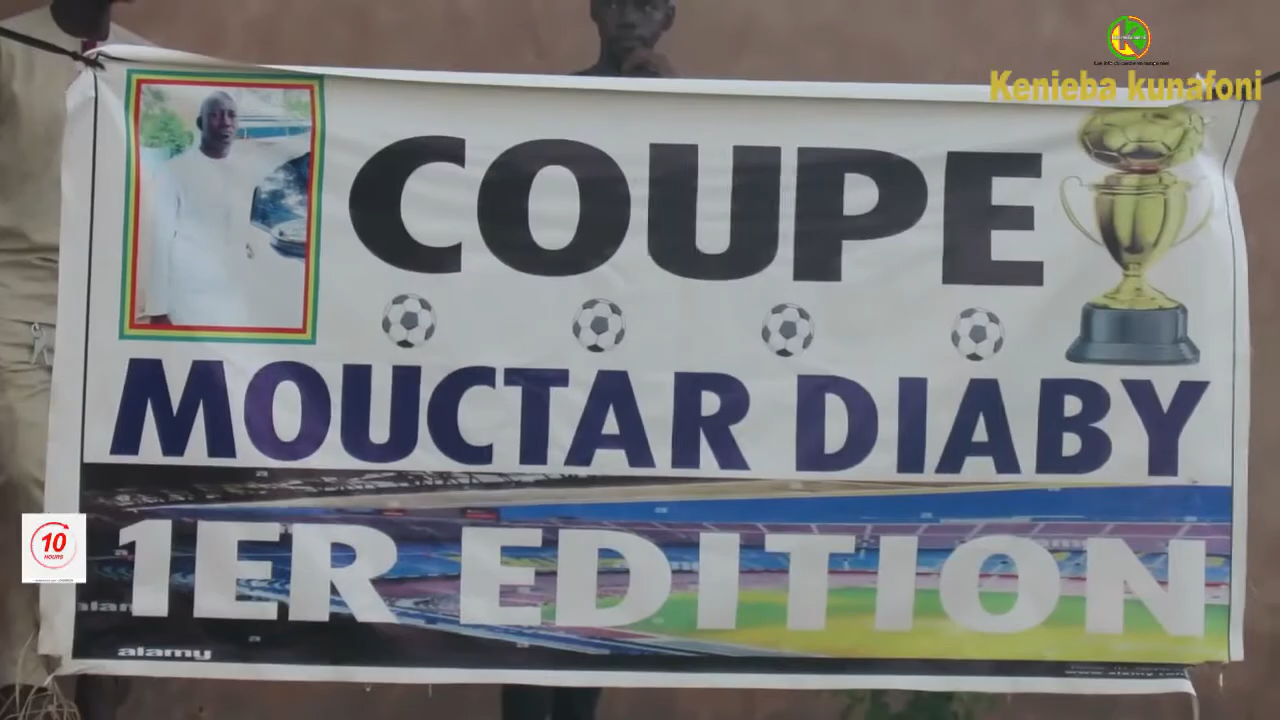 Kenieba kunafoni
COUPE
MOUCTAR DIABY
1ER EDITION
10
HOURS
alamy